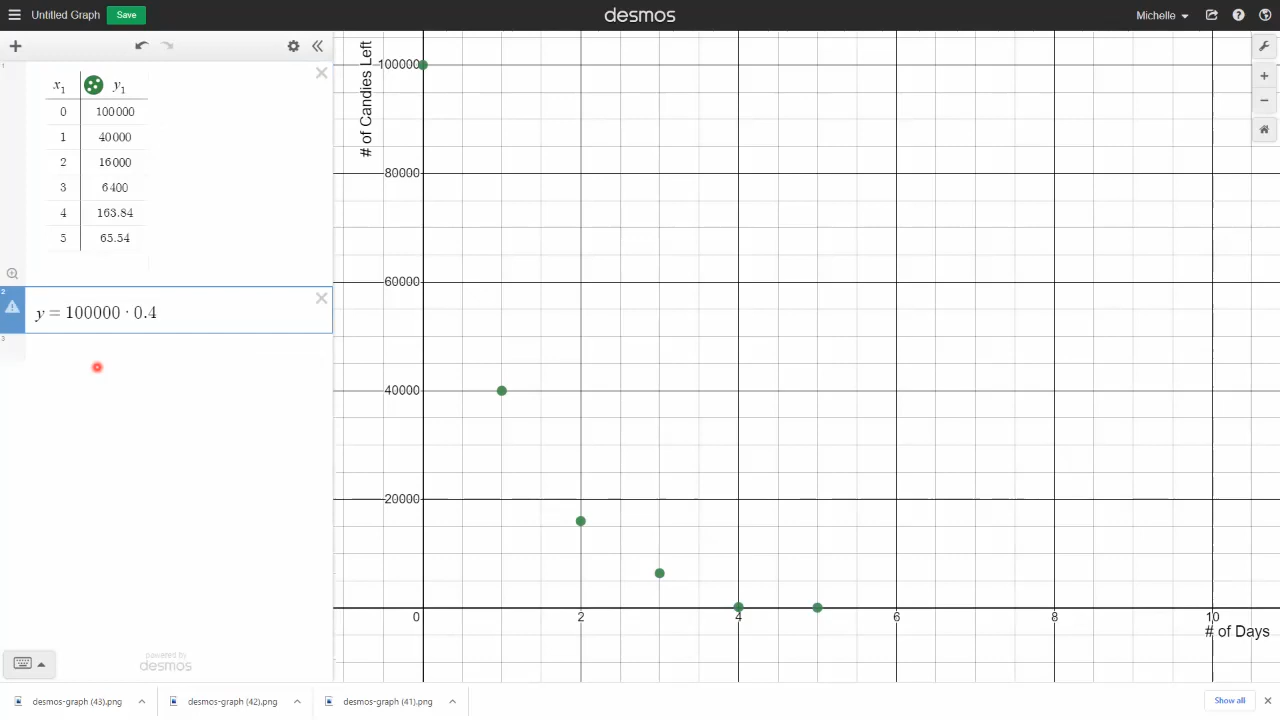 Untitled Graph Save desmos Michelle
1
x₁ y₁
0 100000
1 40000
2 16000
3 6400
4 163.84
5 65.54
2
y = 100000 · 0.4
3
powered by
desmos
# of Candies Left
100000
80000
60000
40000
20000
0 2 4 6 8 10
# of Days
desmos-graph (43).png desmos-graph (42).png desmos-graph (41).png Show all